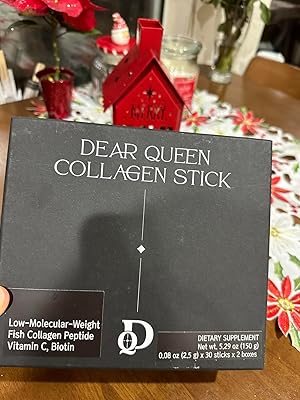 DEAR QUEEN
COLLAGEN STICK
Low-Molecular-Weight
Fish Collagen Peptide
Vitamin C, Biotin
DQ
DIETARY SUPPLEMENT
Net wt. 5.29 oz (150 g)
0.08 oz (2.5 g) x 30 sticks x 2 boxes